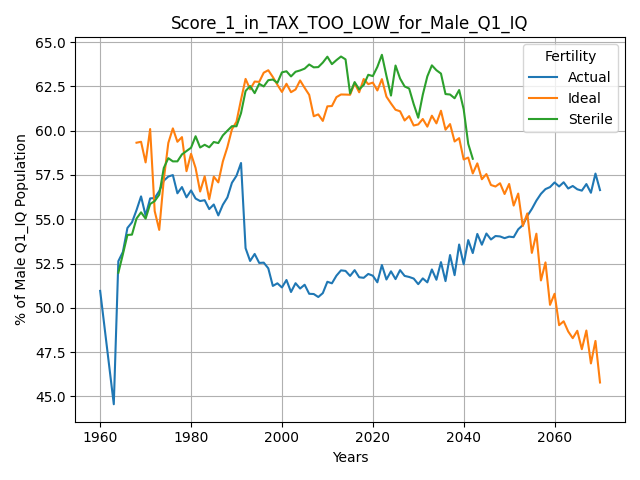 Score_1_in_TAX_TOO_LOW_for_Male_Q1_IQ
% of Male Q1_IQ Population
65.0
62.5
60.0
57.5
55.0
52.5
50.0
47.5
45.0
Fertility
Actual
Ideal
Sterile
1960 1980 2000 2020 2040 2060
Years